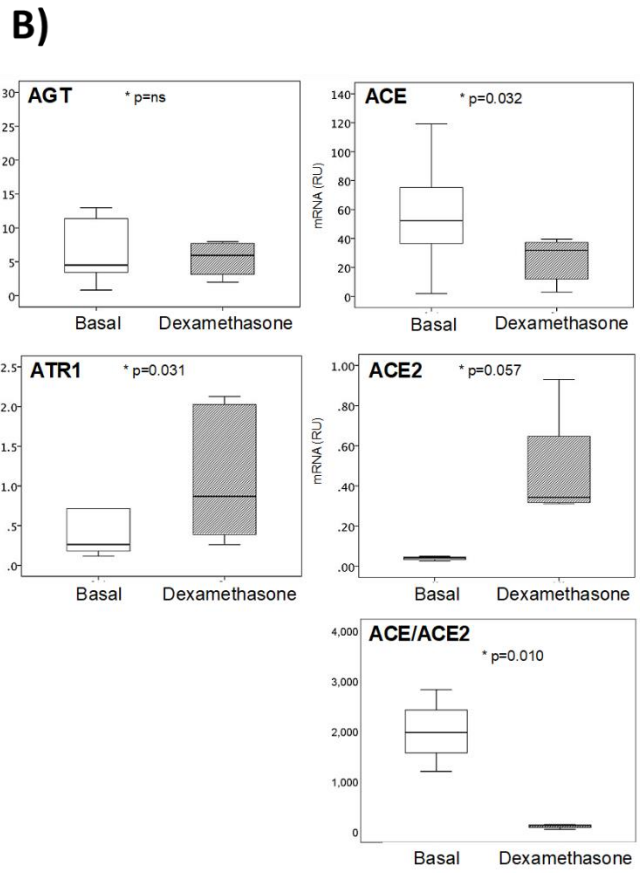 B)
AGT * p=ns
30
25
20
15
10
5
0
Basal Dexamethasone
ACE * p=0.032
mRNA (RU)
140
120
100
80
60
40
20
0
Basal Dexamethasone
ATR1 * p=0.031
2.5
2.0
1.5
1.0
.5
.0
Basal Dexamethasone
ACE2 * p=0.057
mRNA (RU)
1.00
.80
.60
.40
.20
.00
Basal Dexamethasone
ACE/ACE2
* p=0.010
4,000
3,000
2,000
1,000
0
Basal Dexamethasone